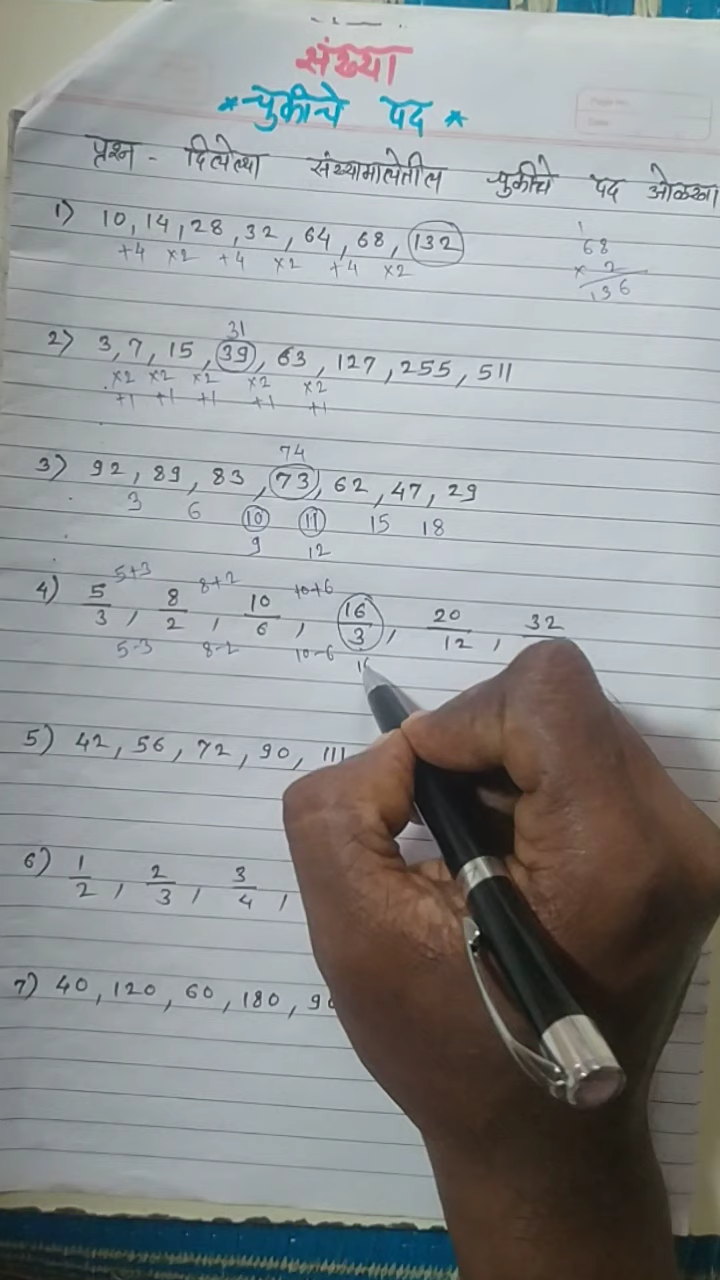 संख्या
* चुकीचे पद *
प्रश्न - दिलेल्या संख्यामालेतील चुकीचे पद ओळखा
1) 10, 14, 28, 32, 64, 68, 132
+4 ×2 +4 ×2 +4 ×2
1
68
× 2
136
31
2) 3, 7, 15, 39, 63, 127, 255, 511
×2 ×2 ×2 ×2 ×2
+1 +1 +1 +1 +1
74
3) 92, 89, 83, 73, 62, 47, 29
3 6 10 11 15 18
9 12
5+3 8+2 10+6
4) 5/3, 8/2, 10/6, 16/3, 20/12, 32
5-3 8-2 10-6
5) 42, 56, 72, 90, 111
6) 1/2, 2/3, 3/4,
7) 40, 120, 60, 180,